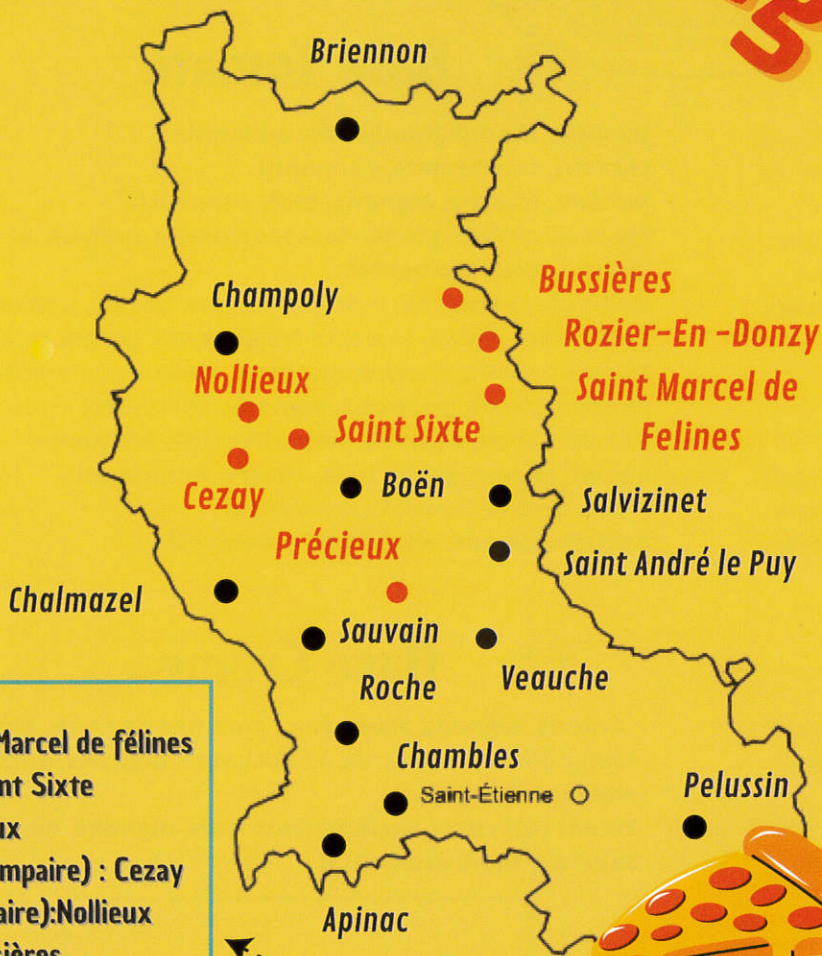 5
Briennon
Champoly
Bussières
Rozier-En -Donzy
Nollieux
Saint Marcel de
Felines
Saint Sixte
Cezay
Boën
Salvizinet
Précieux
Saint André le Puy
Chalmazel
Sauvain
Veauche
Roche
Chambles
Saint-Étienne
Pelussin
Apinac
Marcel de félines
nt Sixte
ux
mpaire) : Cezay
aire):Nollieux
sières